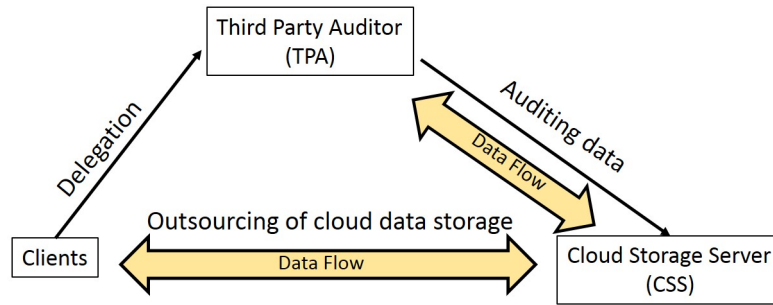 Third Party Auditor
(TPA)
Delegation
Auditing data
Data Flow
Outsourcing of cloud data storage
Clients
Data Flow
Cloud Storage Server
(CSS)